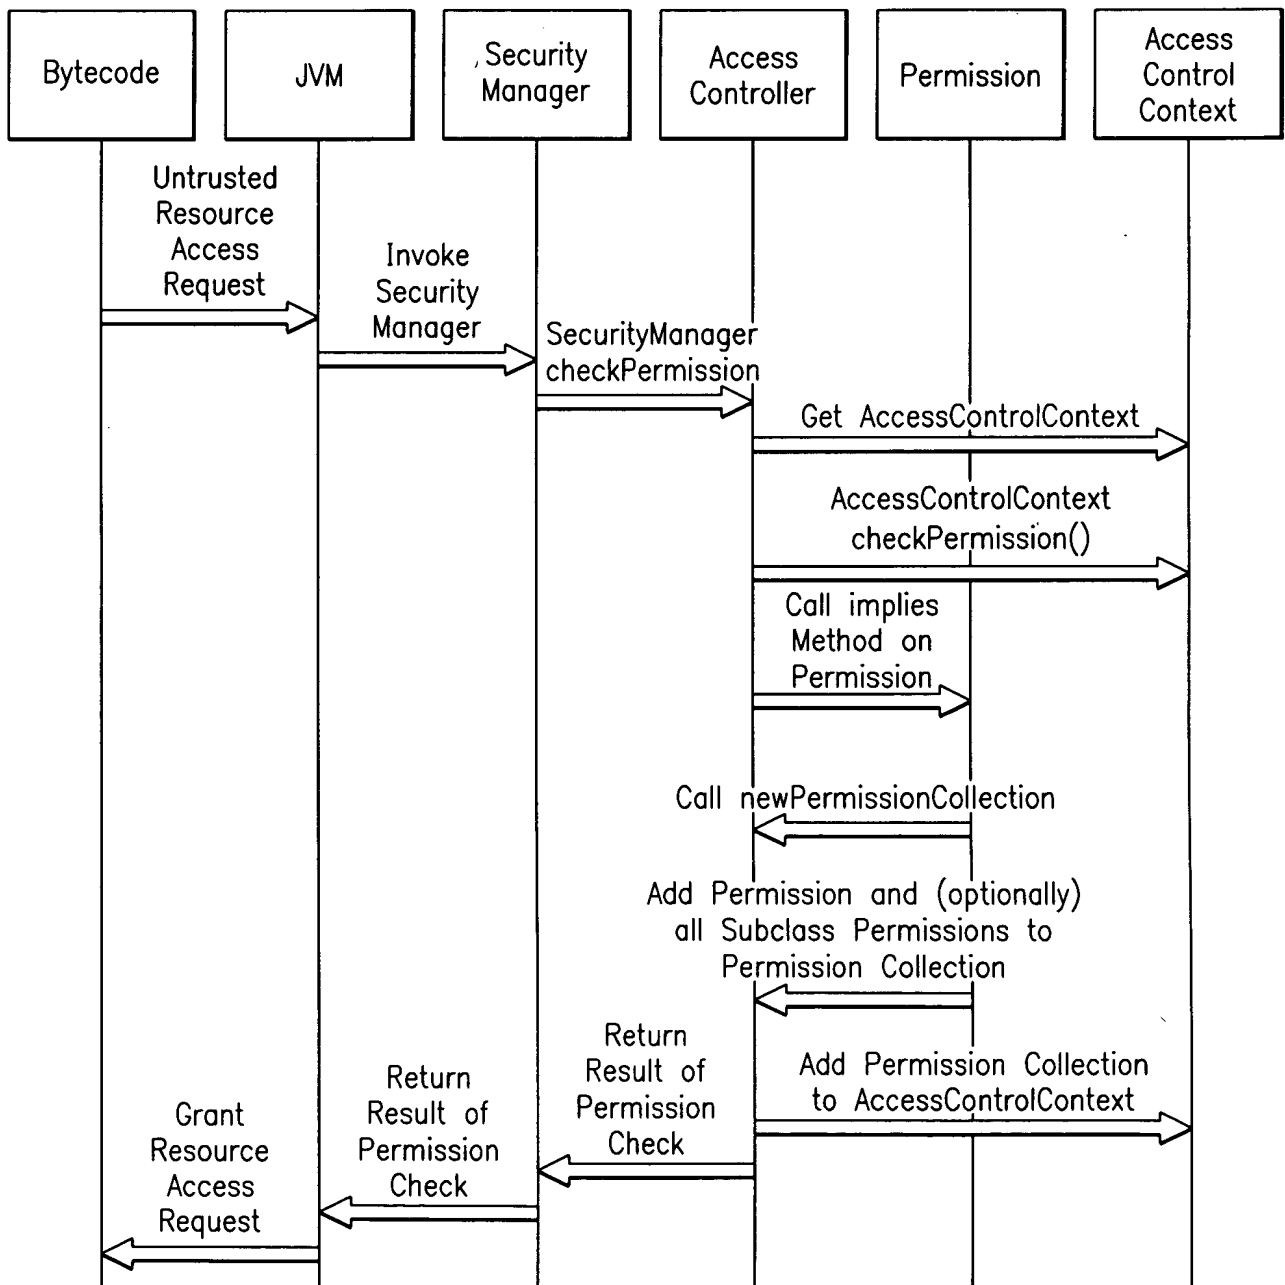 Bytecode
JVM
Security
Manager
Access
Controller
Permission
Access
Control
Context
Untrusted
Resource
Access
Request
Invoke
Security
Manager
SecurityManager
checkPermission
Get AccessControlContext
AccessControlContext
checkPermission()
Call implies
Method on
Permission
Call newPermissionCollection
Add Permission and (optionally)
all Subclass Permissions to
Permission Collection
Add Permission Collection
to AccessControlContext
Return
Result of
Permission
Check
Return
Result of
Permission
Check
Grant
Resource
Access
Request